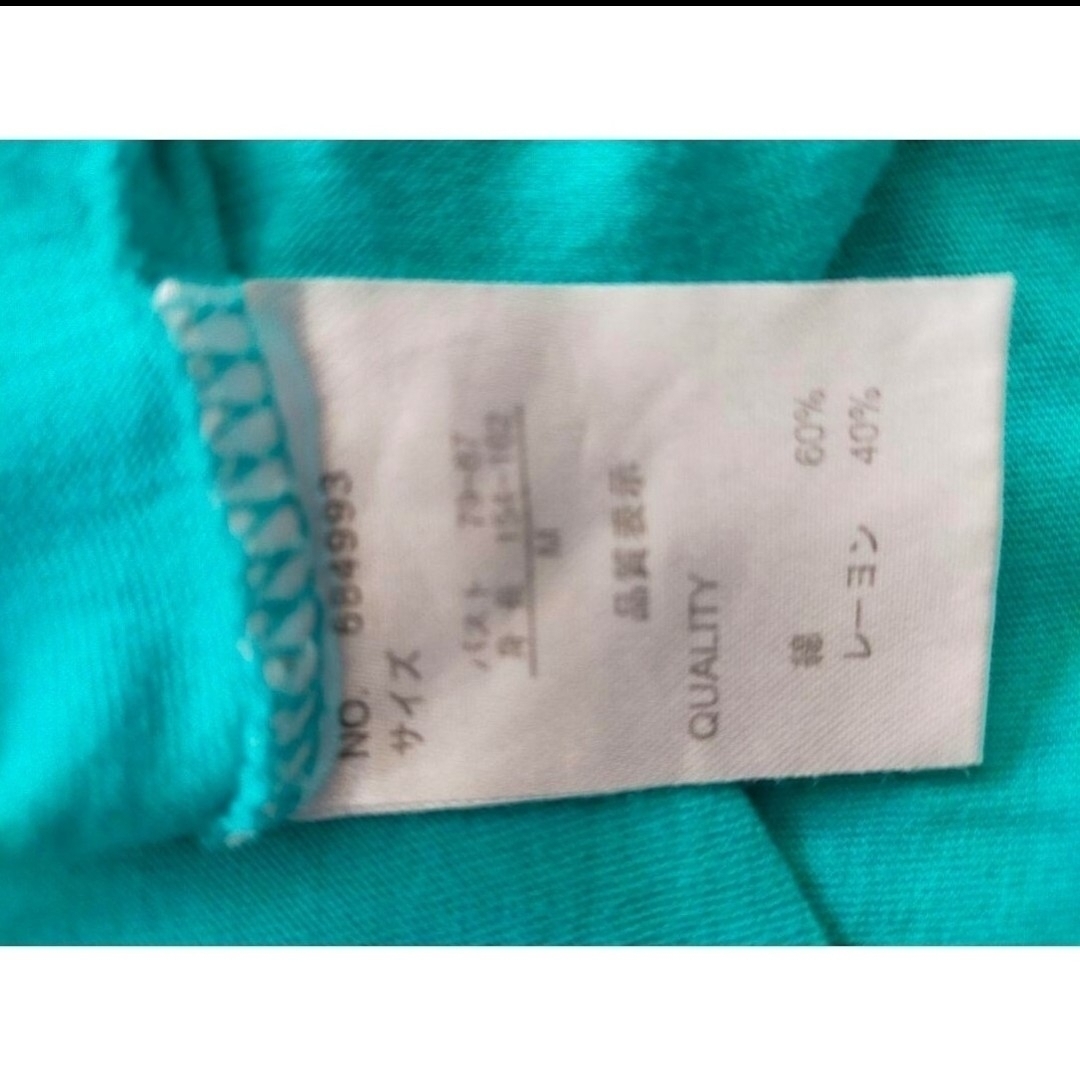 NO. 6849993
サイズ
バスト 79-87
身長 154-162
M
品質表示
QUALITY
綿 60%
レーヨン 40%